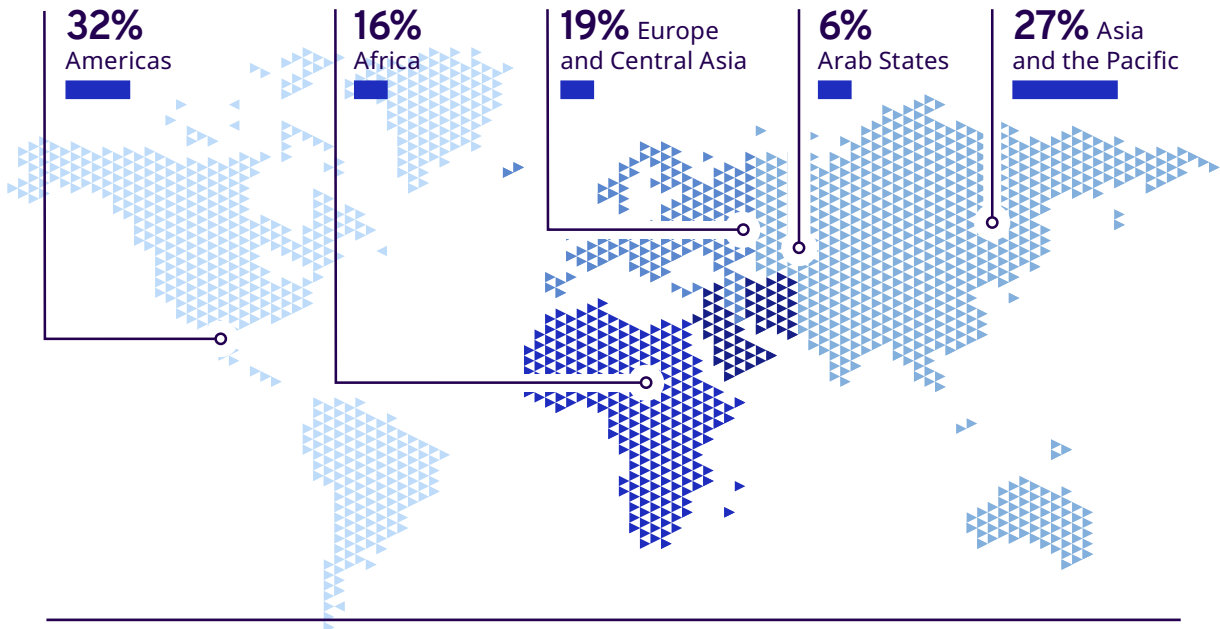 32%
Americas
16%
Africa
19% Europe
and Central Asia
6%
Arab States
27% Asia
and the Pacific